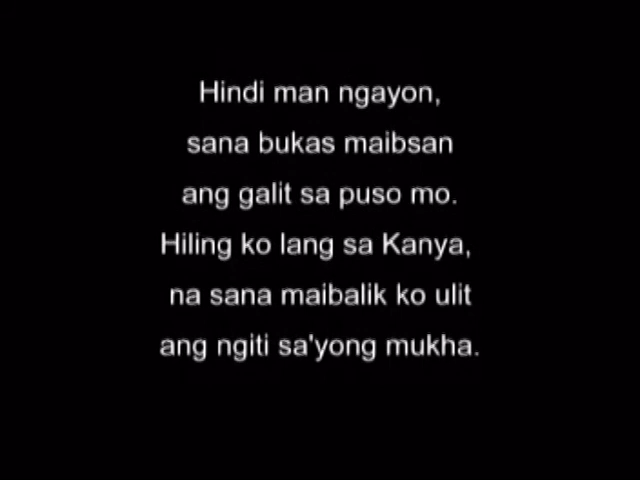 Hindi man ngayon,
sana bukas maibsan
ang galit sa puso mo.
Hiling ko lang sa Kanya,
na sana maibalik ko ulit
ang ngiti sa'yong mukha.